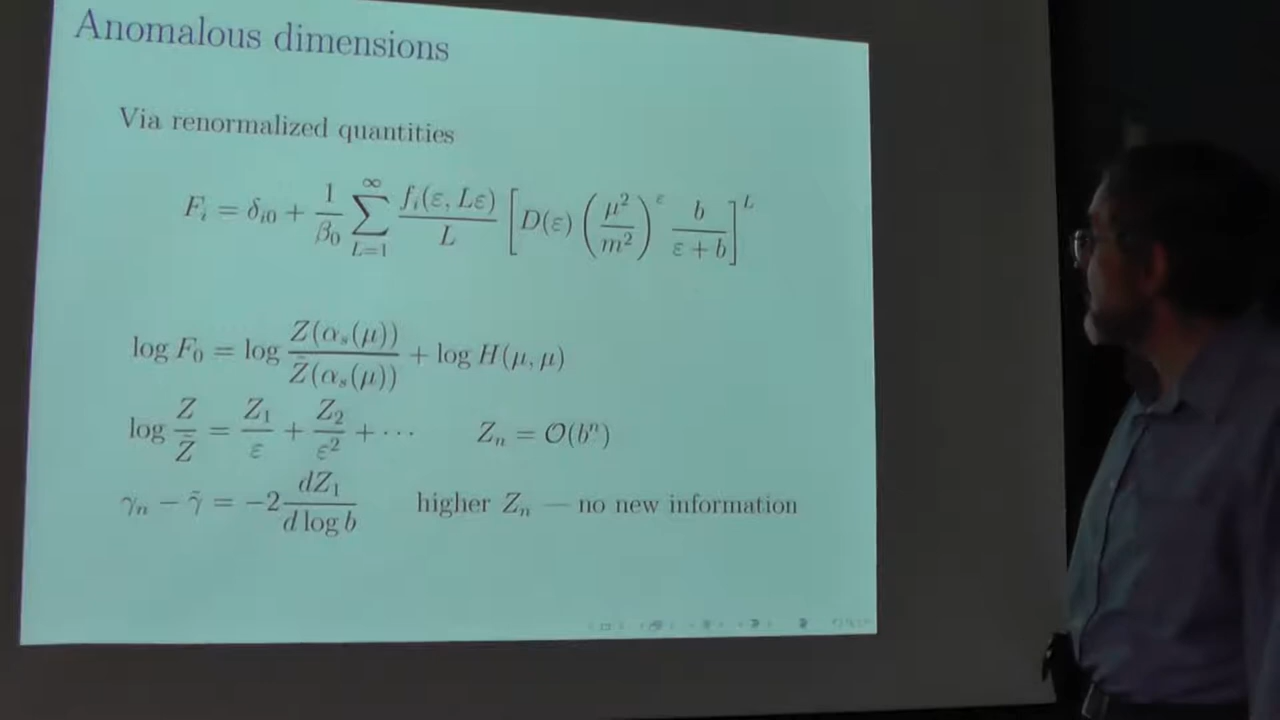 Anomalous dimensions
Via renormalized quantities
F_i = δ_{i0} + \frac{1}{β_0} \sum_{L=1}^{∞} \frac{f_i(ε, Lε)}{L} \left[ D(ε) \left( \frac{μ^2}{m^2} \right)^ε \frac{b}{ε + b} \right]^L
log F_0 = log \frac{Z(α_s(μ))}{\tilde{Z}(α_s(μ))} + log H(μ, μ)
log \frac{Z}{\tilde{Z}} = \frac{Z_1}{ε} + \frac{Z_2}{ε^2} + ⋯ Z_n = 𝒪(b^n)
γ_n − \tilde{γ} = −2 \frac{dZ_1}{d log b} higher Z_n — no new information